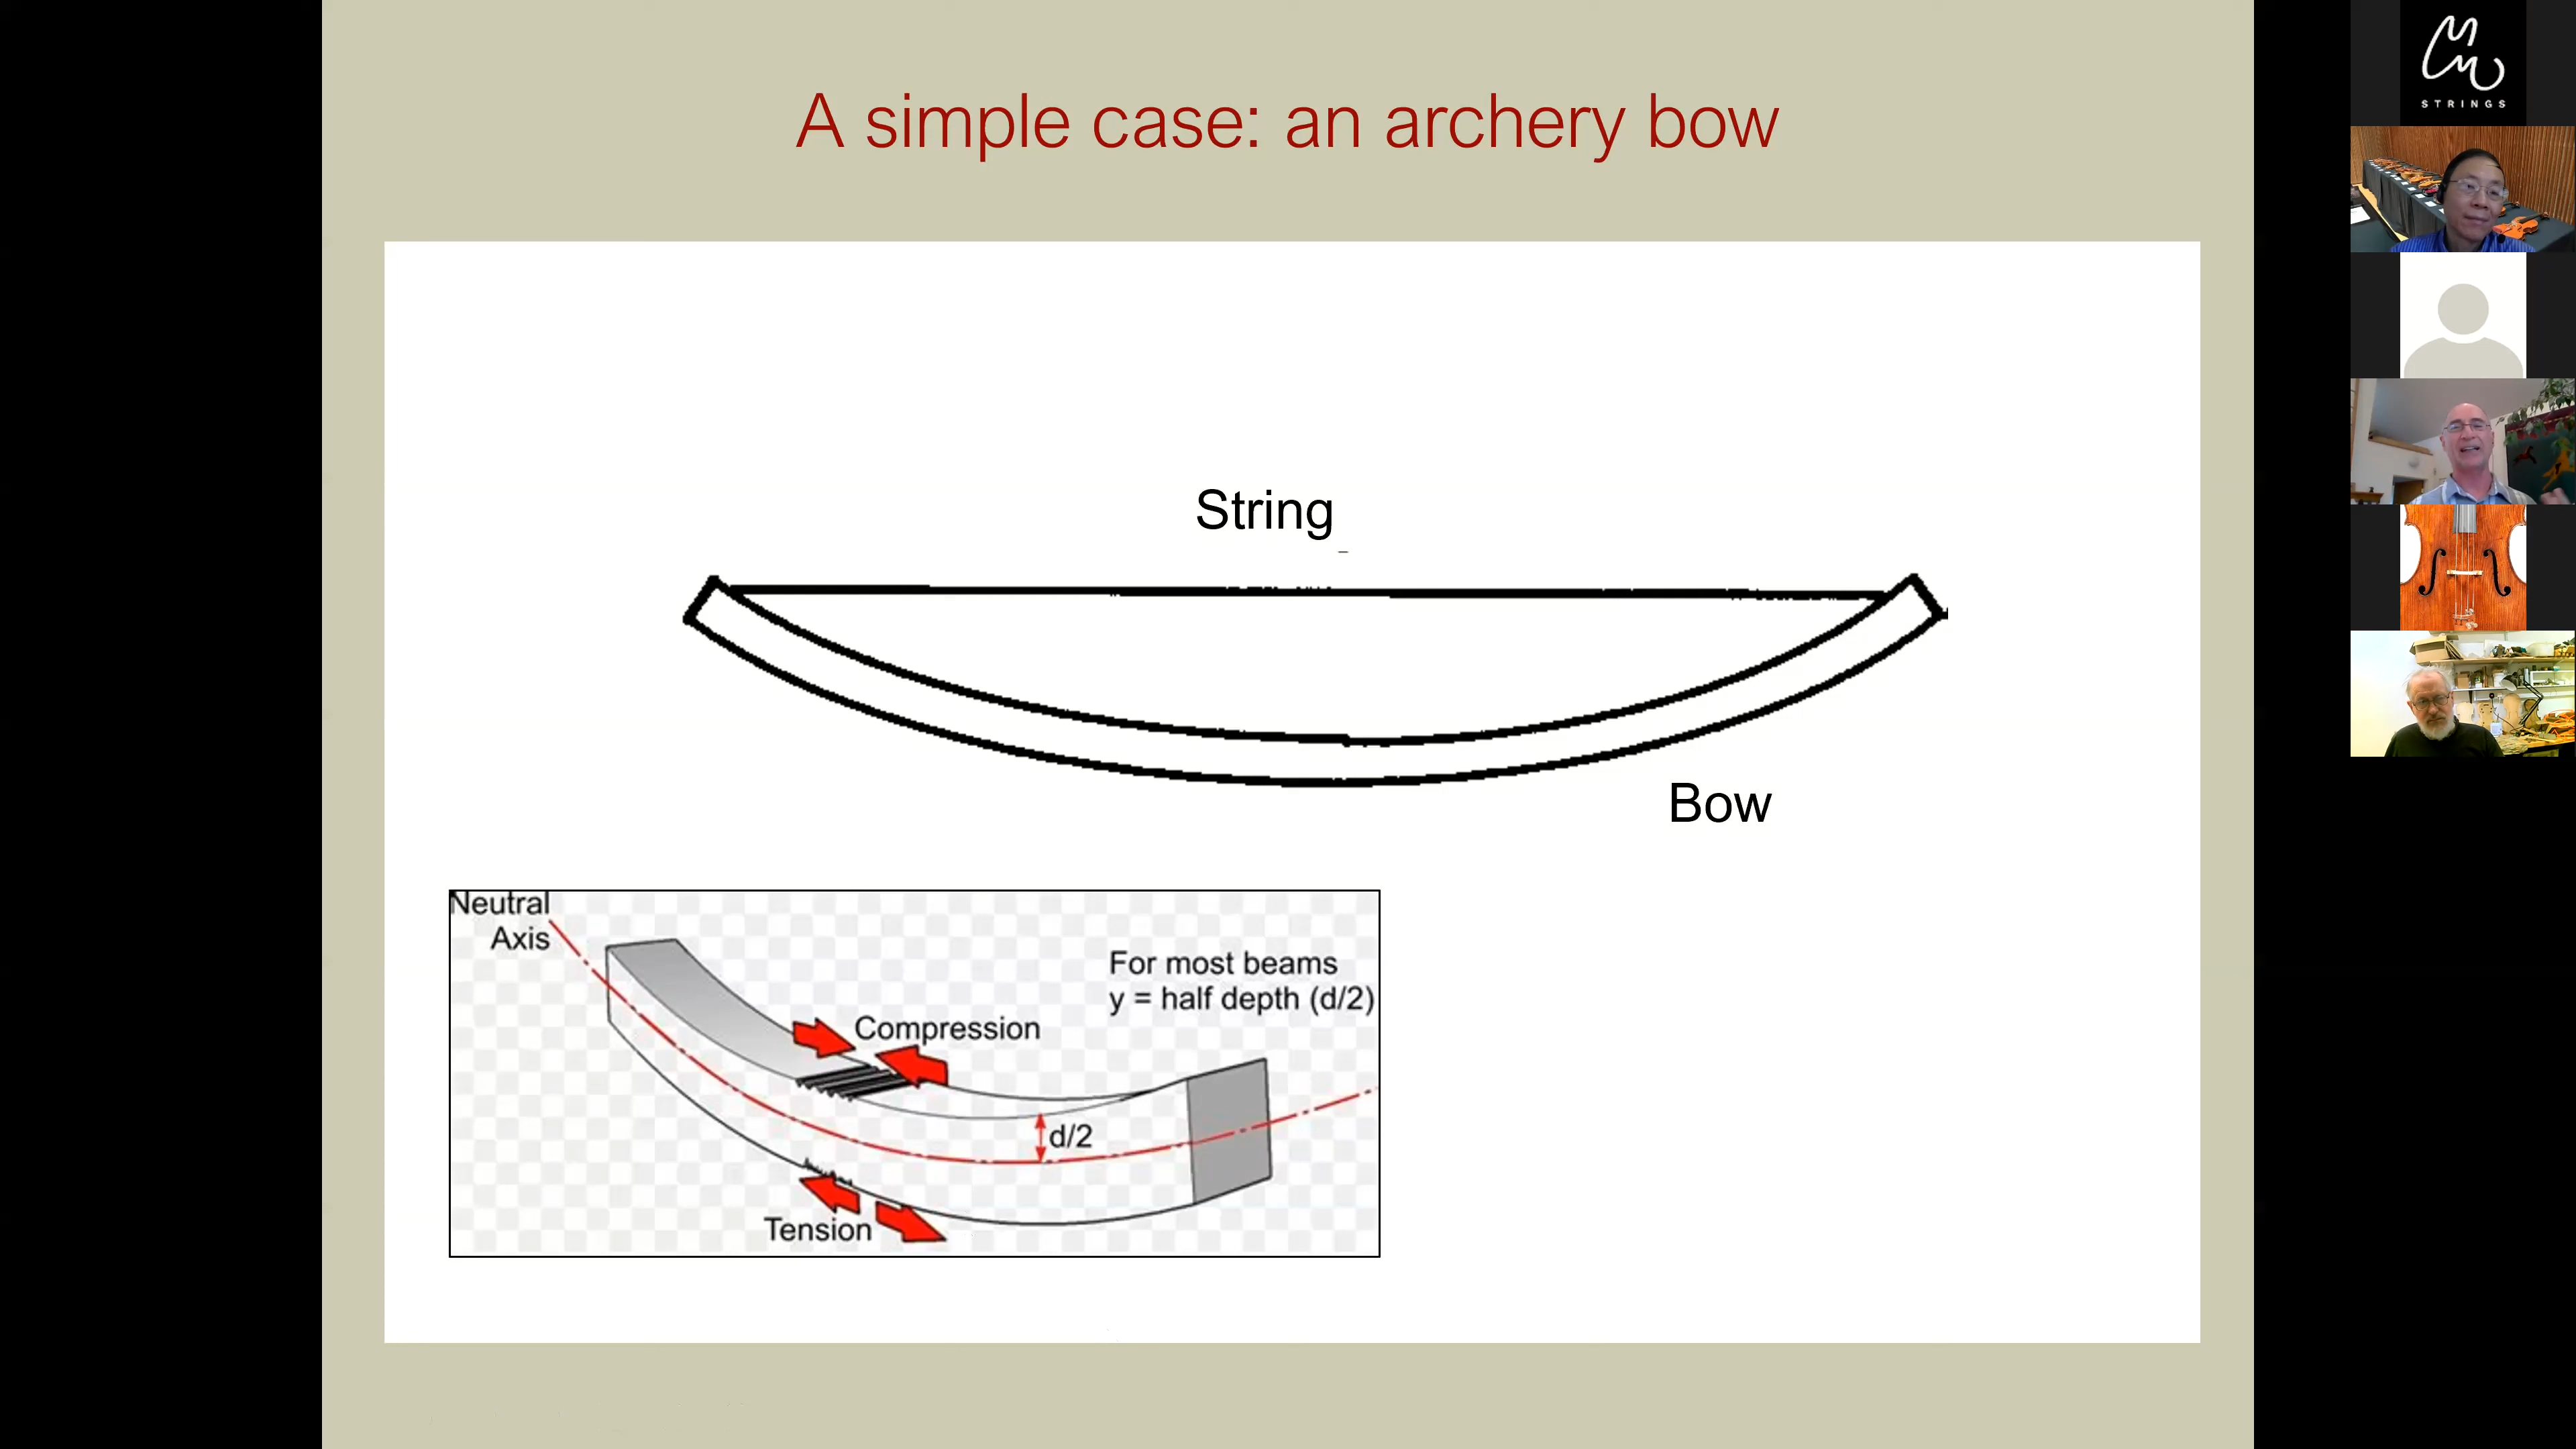 A simple case: an archery bow
String
Bow
Neutral
Axis
For most beams
y = half depth (d/2)
Compression
d/2
Tension
STRINGS